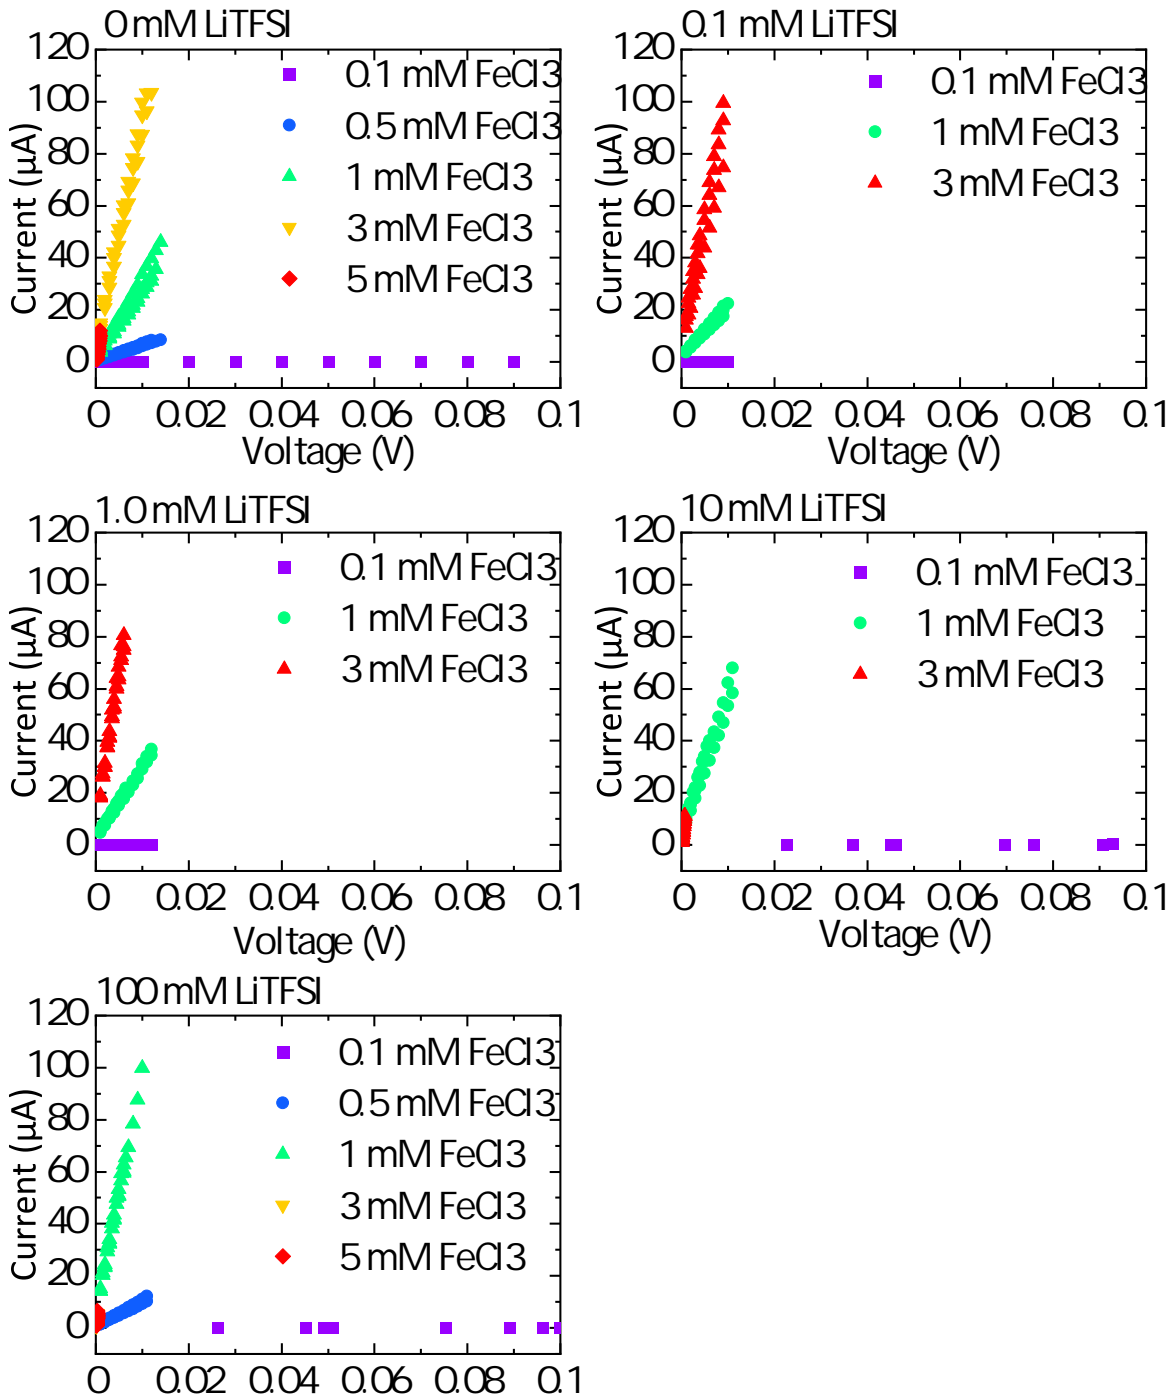 0 mM LiTFSI
120
100
80
60
40
20
0
Current (µA)
0.1 mM FeCl3
0.5 mM FeCl3
1 mM FeCl3
3 mM FeCl3
5 mM FeCl3
0 0.02 0.04 0.06 0.08 0.1
Voltage (V)
0.1 mM LiTFSI
120
100
80
60
40
20
0
Current (µA)
0.1 mM FeCl3
1 mM FeCl3
3 mM FeCl3
0 0.02 0.04 0.06 0.08 0.1
Voltage (V)
1.0 mM LiTFSI
120
100
80
60
40
20
0
Current (µA)
0.1 mM FeCl3
1 mM FeCl3
3 mM FeCl3
0 0.02 0.04 0.06 0.08 0.1
Voltage (V)
10 mM LiTFSI
120
100
80
60
40
20
0
Current (µA)
0.1 mM FeCl3
1 mM FeCl3
3 mM FeCl3
0 0.02 0.04 0.06 0.08 0.1
Voltage (V)
100 mM LiTFSI
120
100
80
60
40
20
0
Current (µA)
0.1 mM FeCl3
0.5 mM FeCl3
1 mM FeCl3
3 mM FeCl3
5 mM FeCl3
0 0.02 0.04 0.06 0.08 0.1